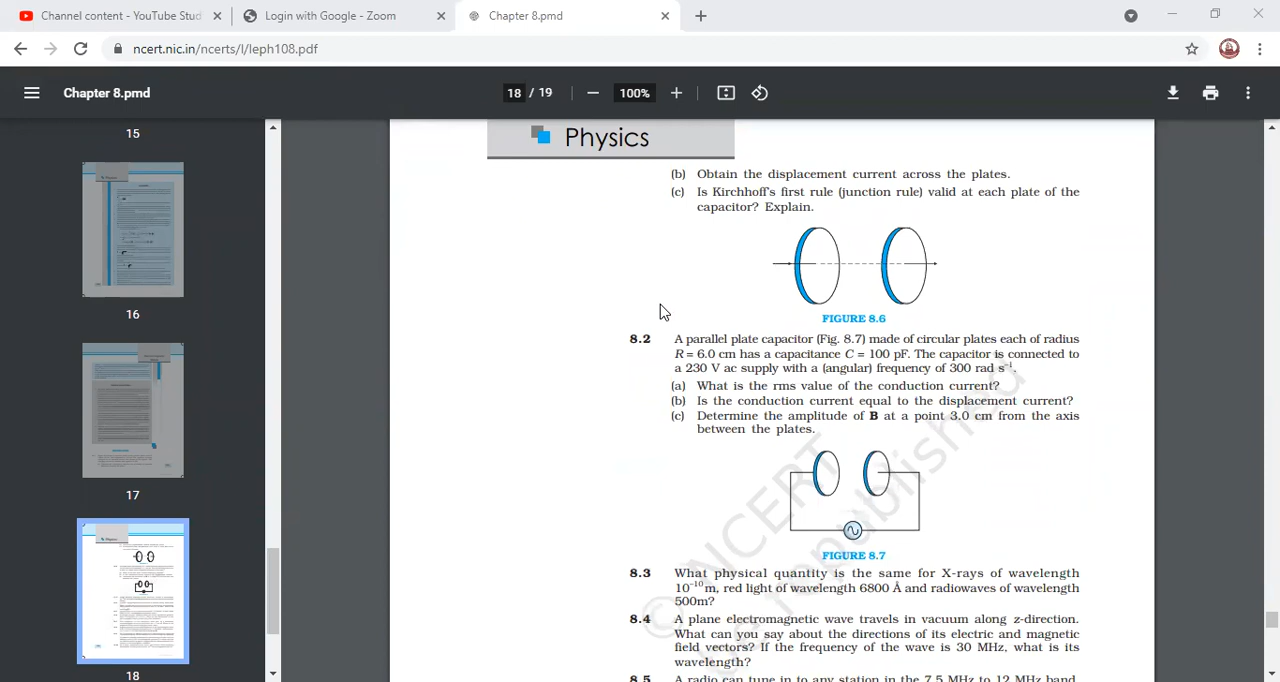 Channel content - YouTube Stud
Login with Google - Zoom
Chapter 8.pmd
ncert.nic.in/ncerts/l/leph108.pdf
Chapter 8.pmd
18 / 19
100%
15
16
17
18
Physics
(b) Obtain the displacement current across the plates.
(c) Is Kirchhoff's first rule (junction rule) valid at each plate of the
capacitor? Explain.
FIGURE 8.6
8.2 A parallel plate capacitor (Fig. 8.7) made of circular plates each of radius
R = 6.0 cm has a capacitance C = 100 pF. The capacitor is connected to
a 230 V ac supply with a (angular) frequency of 300 rad s⁻¹.
(a) What is the rms value of the conduction current?
(b) Is the conduction current equal to the displacement current?
(c) Determine the amplitude of B at a point 3.0 cm from the axis
between the plates.
FIGURE 8.7
8.3 What physical quantity is the same for X-rays of wavelength
10⁻¹⁰m, red light of wavelength 6800 Å and radiowaves of wavelength
500m?
8.4 A plane electromagnetic wave travels in vacuum along z-direction.
What can you say about the directions of its electric and magnetic
field vectors? If the frequency of the wave is 30 MHz, what is its
wavelength?
8.5 A radio can tune in to any station in the 7.5 MHz to 12 MHz band.
© NCERT
published